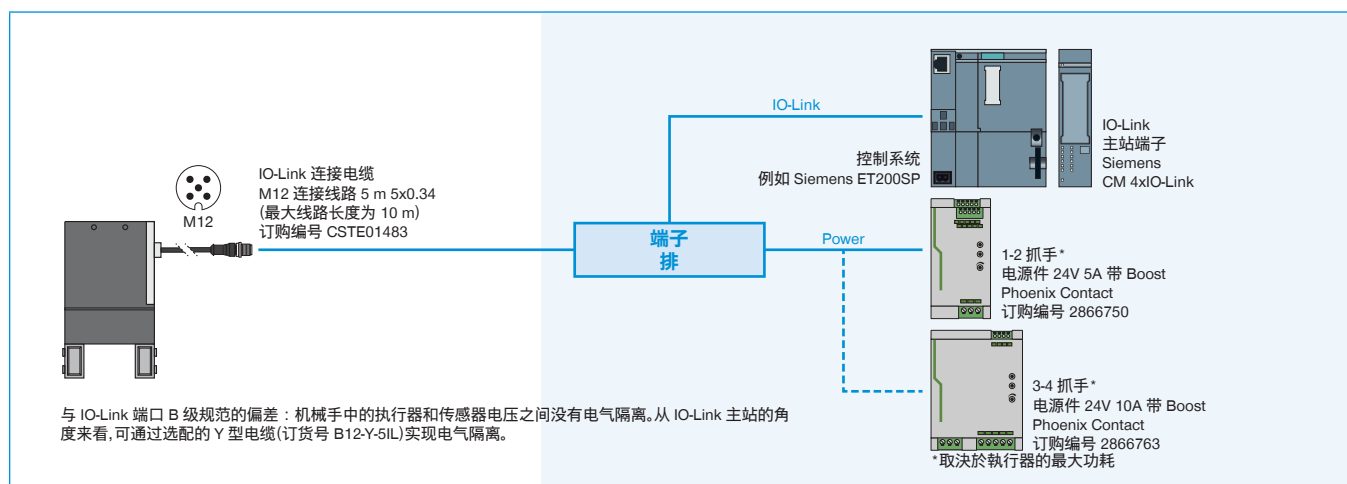 IO-Link 连接电缆
M12 连接线路 5 m 5x0.34
(最大线路长度为 10 m)
订购编号 CSTE01483
M12
IO-Link
控制系统
例如 Siemens ET200SP
IO-Link
主站端子
Siemens
CM 4xIO-Link
端子
排
Power
1-2 抓手*
电源件 24V 5A 带 Boost
Phoenix Contact
订购编号 2866750
3-4 抓手*
电源件 24V 10A 带 Boost
Phoenix Contact
订购编号 2866763
*取決於執行器的最大功耗
与 IO-Link 端口 B 级规范的偏差：机械手中的执行器和传感器电压之间没有电气隔离。从 IO-Link 主站的角
度来看,可通过选配的 Y 型电缆(订货号 B12-Y-5IL)实现电气隔离。